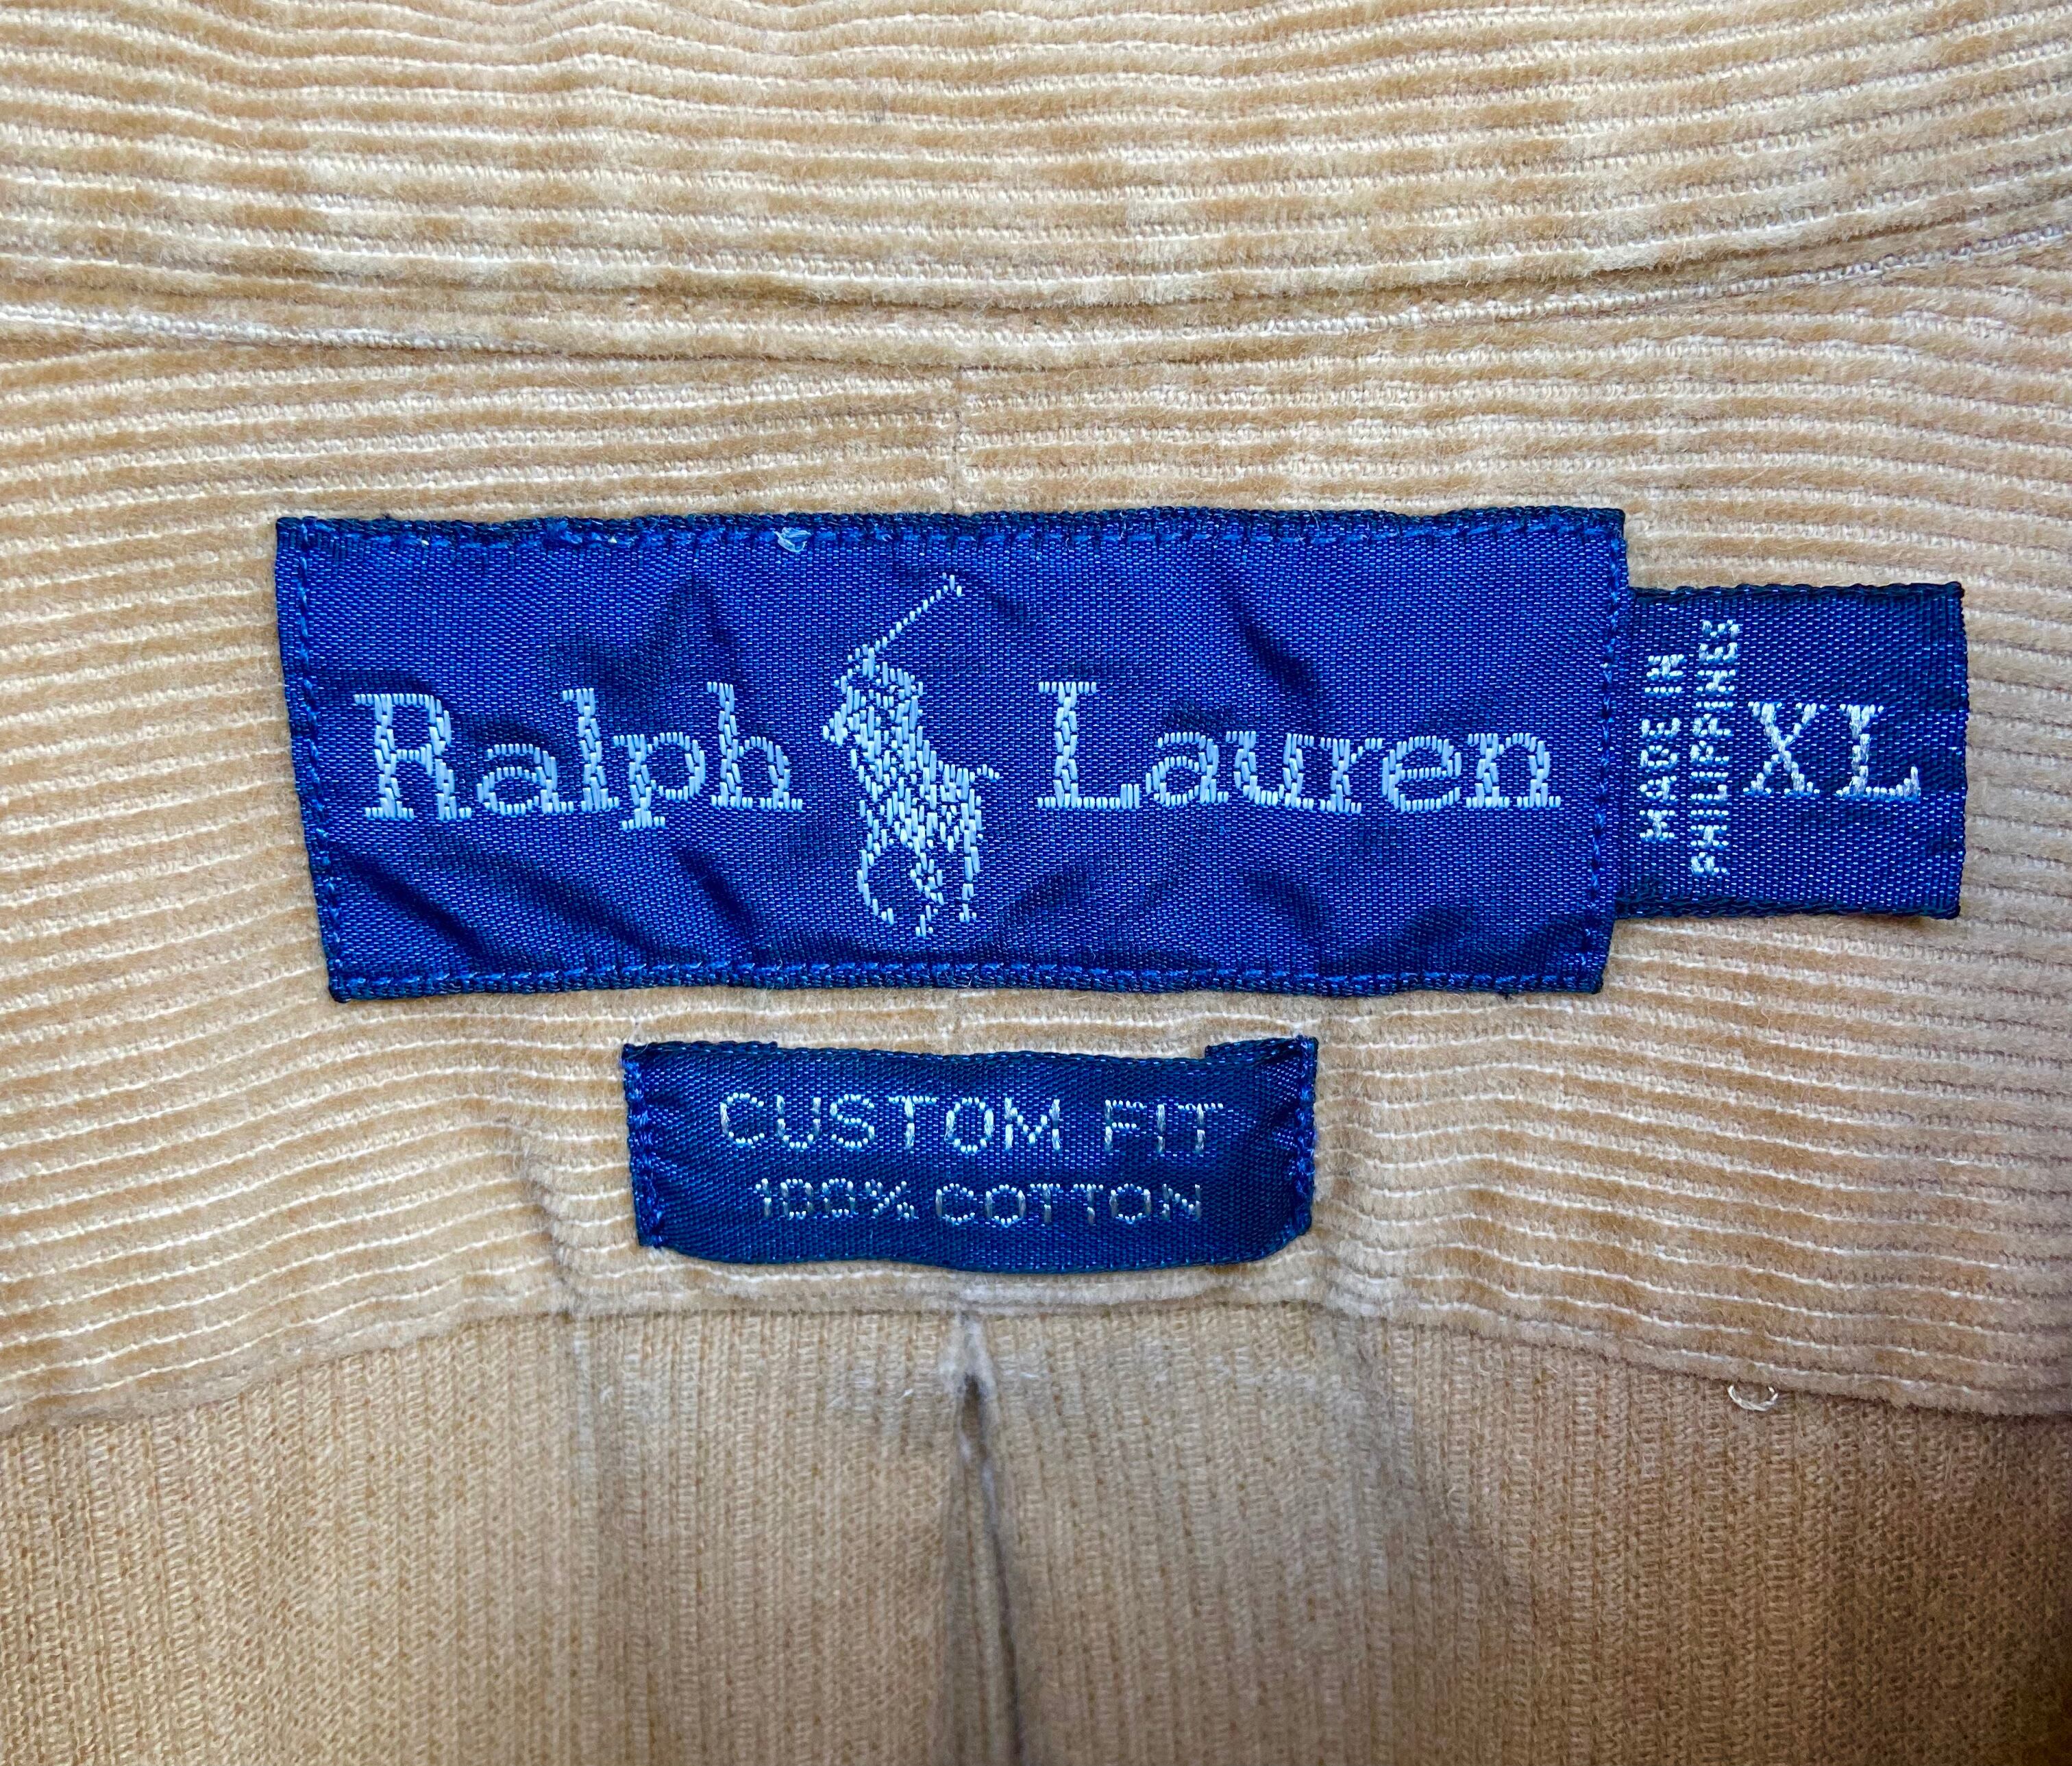 Ralph Lauren
MADE IN
PHILIPPINES
XL
CUSTOM FIT
100% COTTON